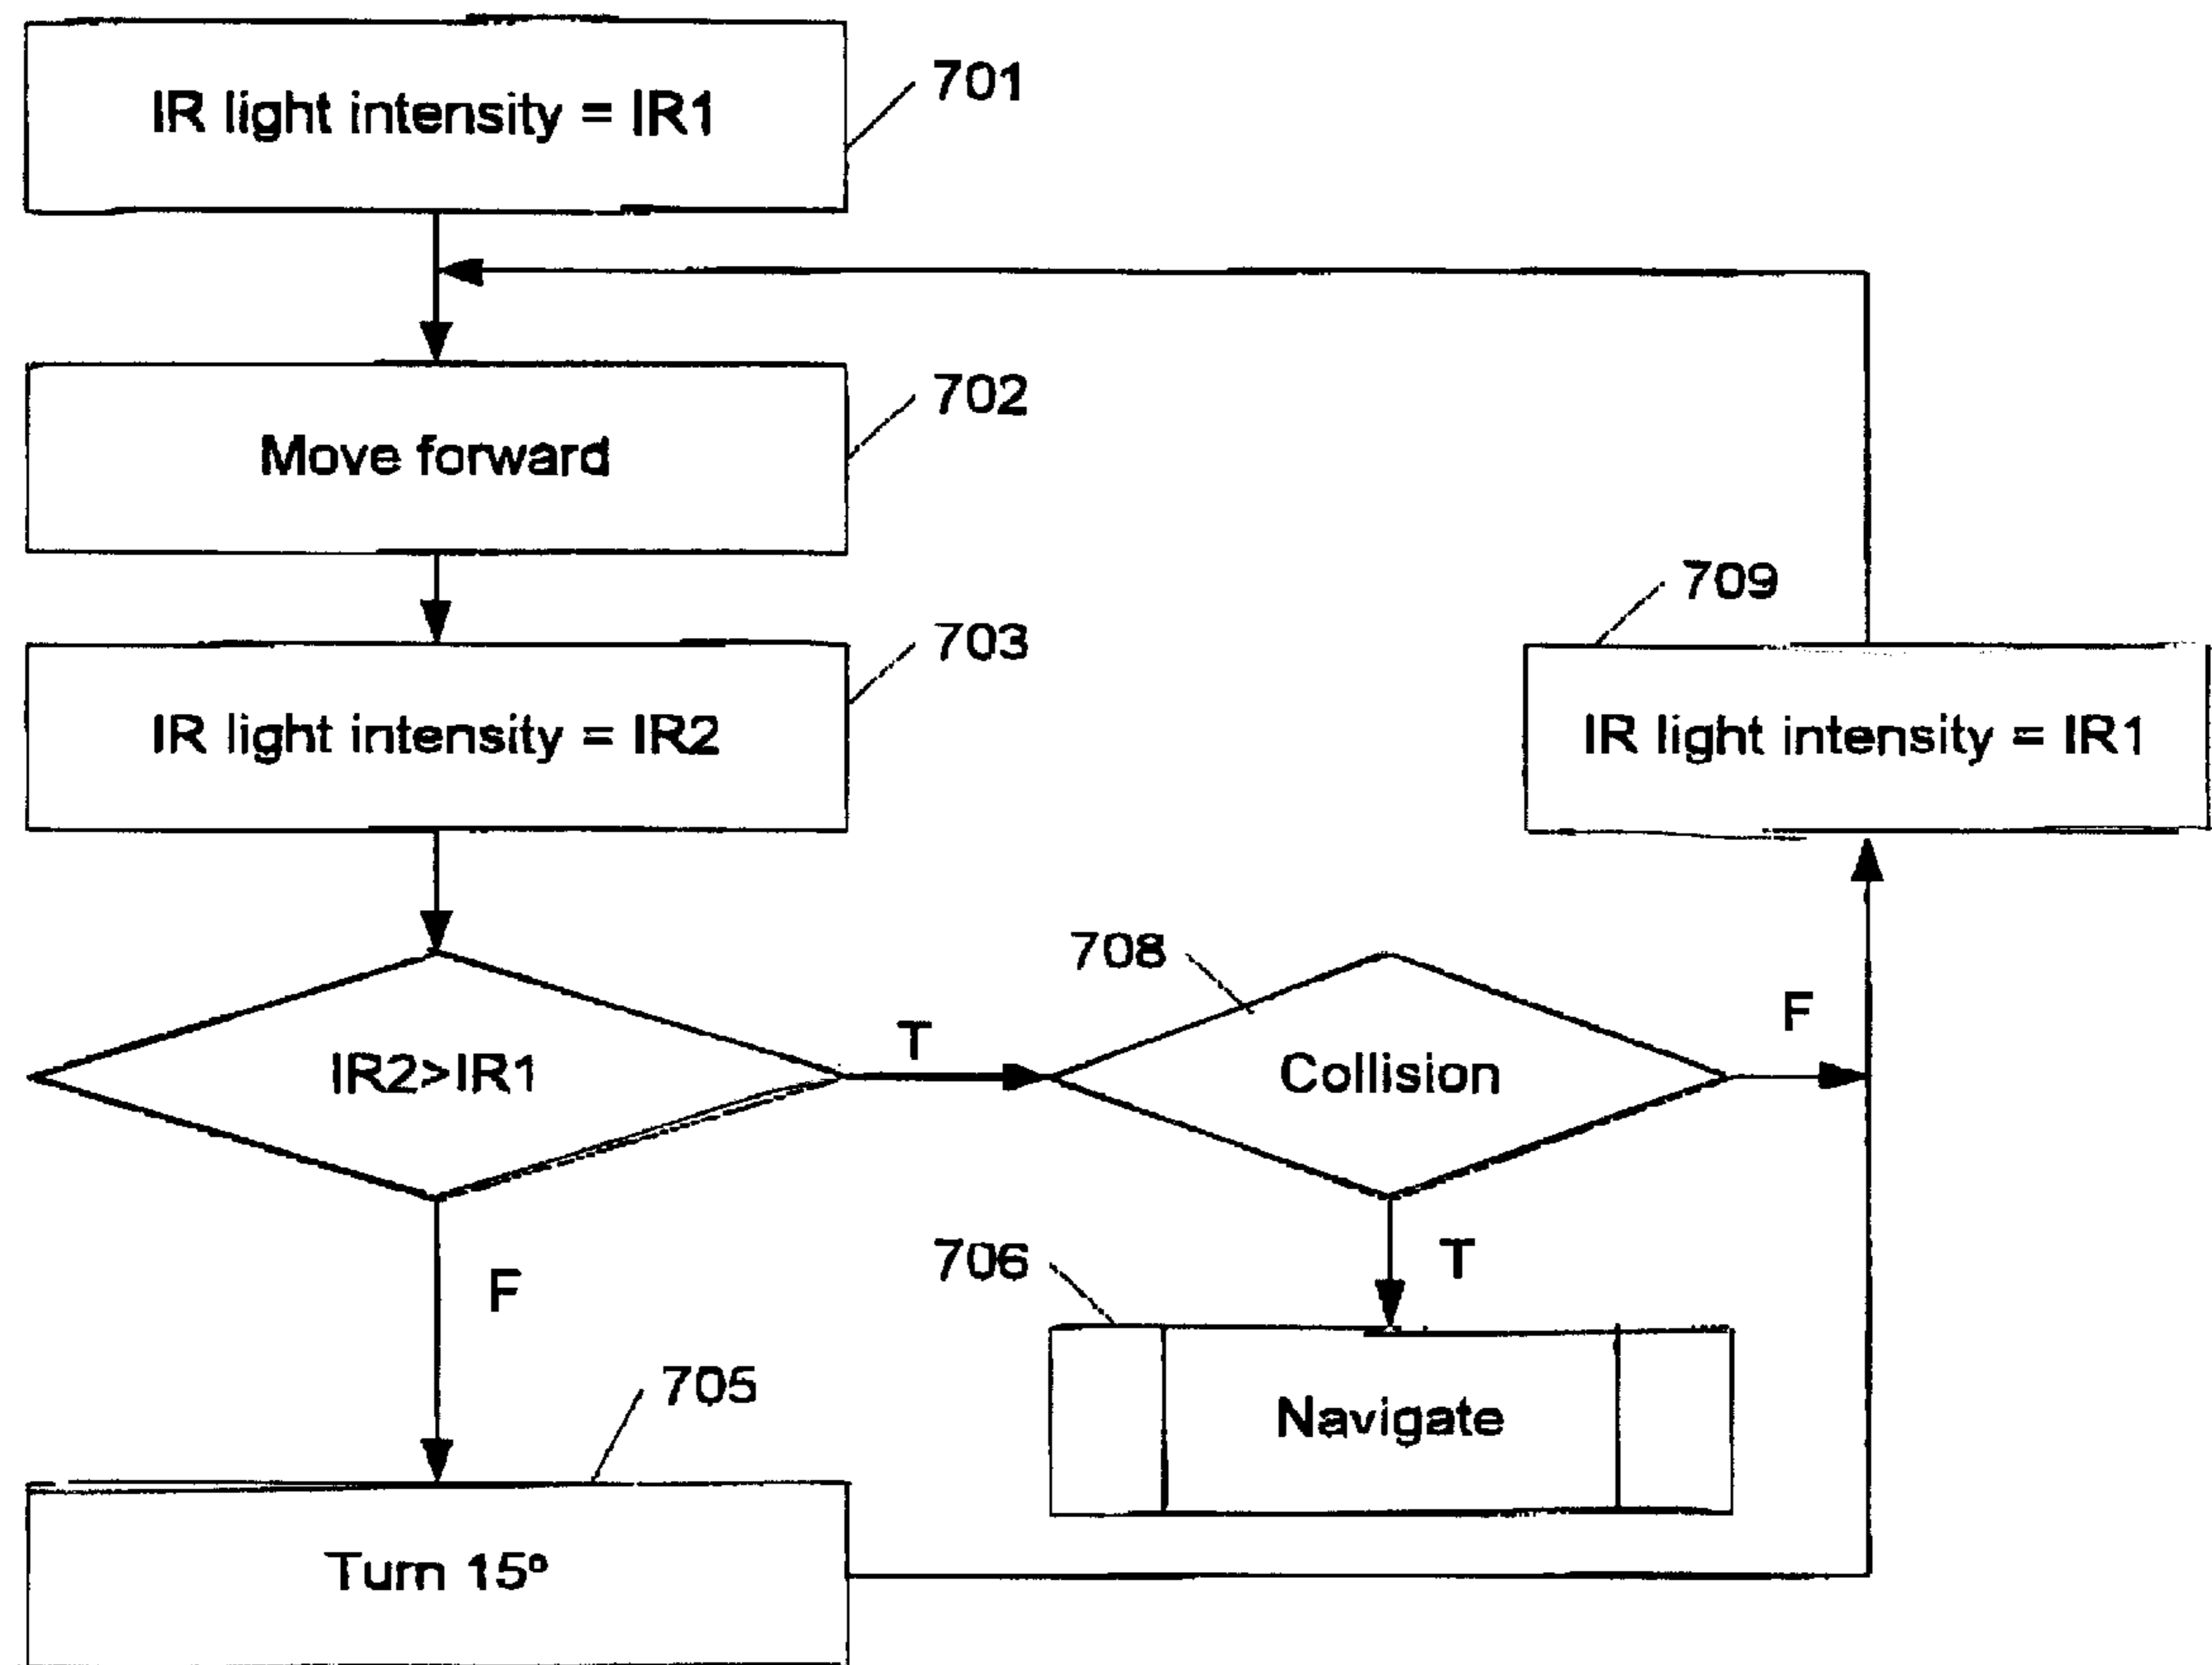 IR light intensity = IR1
701
Move forward
702
IR light intensity = IR2
703
IR light intensity = IR1
709
IR2>IR1
T
F
Collision
708
F
T
Navigate
706
Turn 15º
705